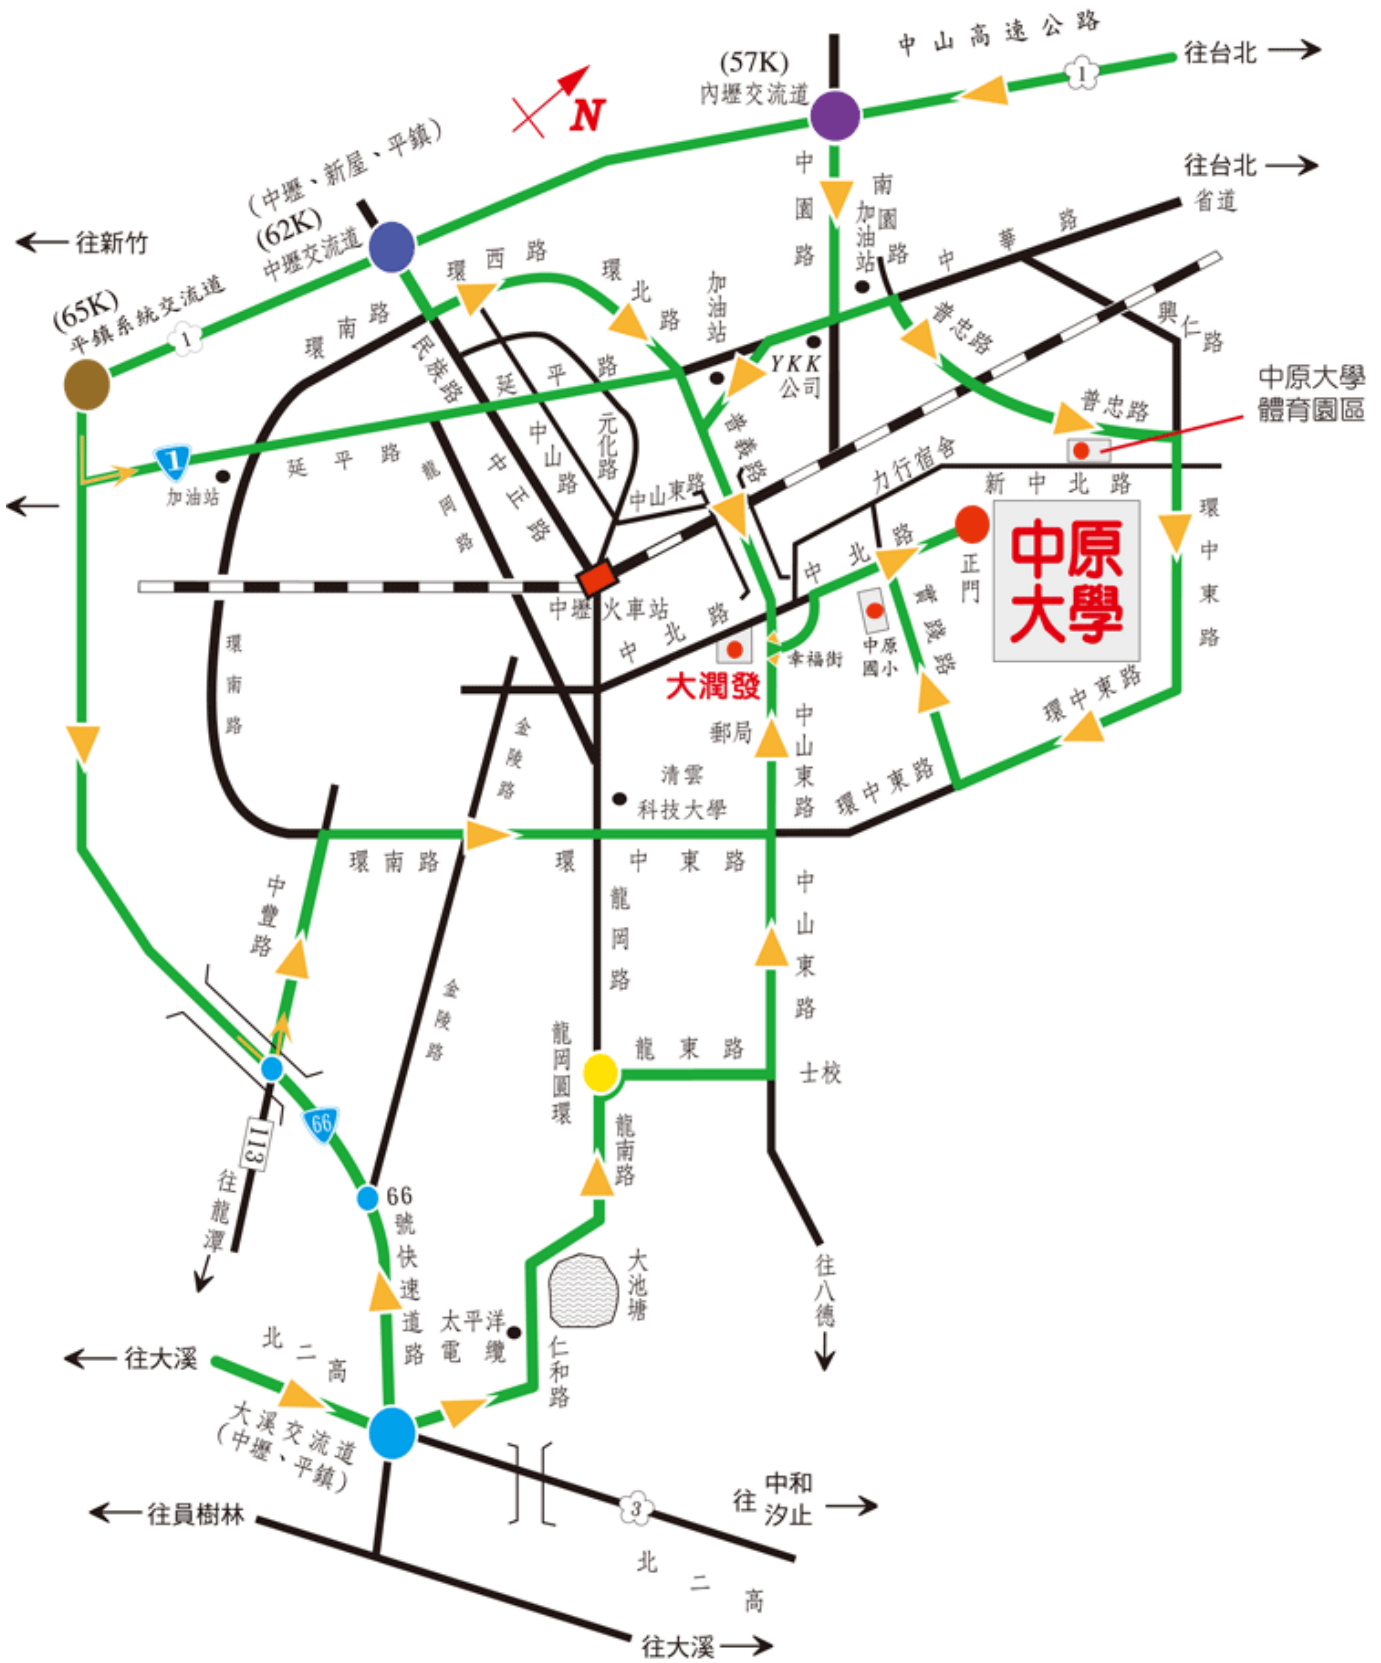 中山高速公路
往台北
(57K)
內壢交流道
1
N
往台北
省道
(中壢、新屋、平鎮)
(62K)
中壢交流道
往新竹
(65K)
平鎮系統交流道
1
中園路
南園路
加油站
中華路
環西路
環北路
加油站
環南路
民族路
延平路
YKK
公司
普忠路
興仁路
中原大學
體育園區
普忠路
普義路
元化路
中山路
延平路
1
加油站
龍岡路
中正路
中山東路
力行宿舍
新中北路
中原
大學
正門
環中東路
中北路
中壢火車站
中北路
實踐路
中原
國小
幸福街
大潤發
環南路
金陵路
郵局
中山東路
環中東路
環中東路
清雲
科技大學
環南路
環中東路
中豐路
龍岡路
中山東路
金陵路
龍岡圓環
龍東路
士校
66
113
龍南路
往龍潭
66
號快速道路
大池塘
往八德
太平洋
電纜
仁和路
北二高
往大溪
大溪交流道
(中壢、平鎮)
往員樹林
3
往
中和
汐止
北二高
往大溪